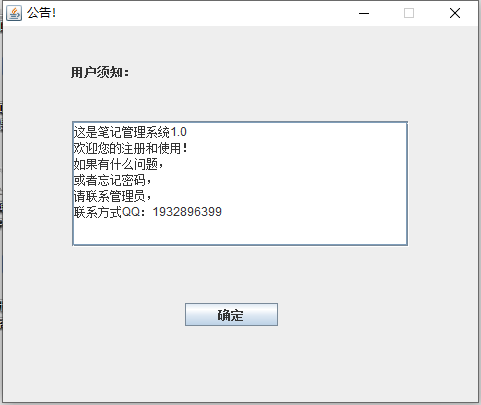 公告!
用户须知：
这是笔记管理系统1.0
欢迎您的注册和使用！
如果有什么问题，
或者忘记密码，
请联系管理员，
联系方式QQ：1932896399
确定